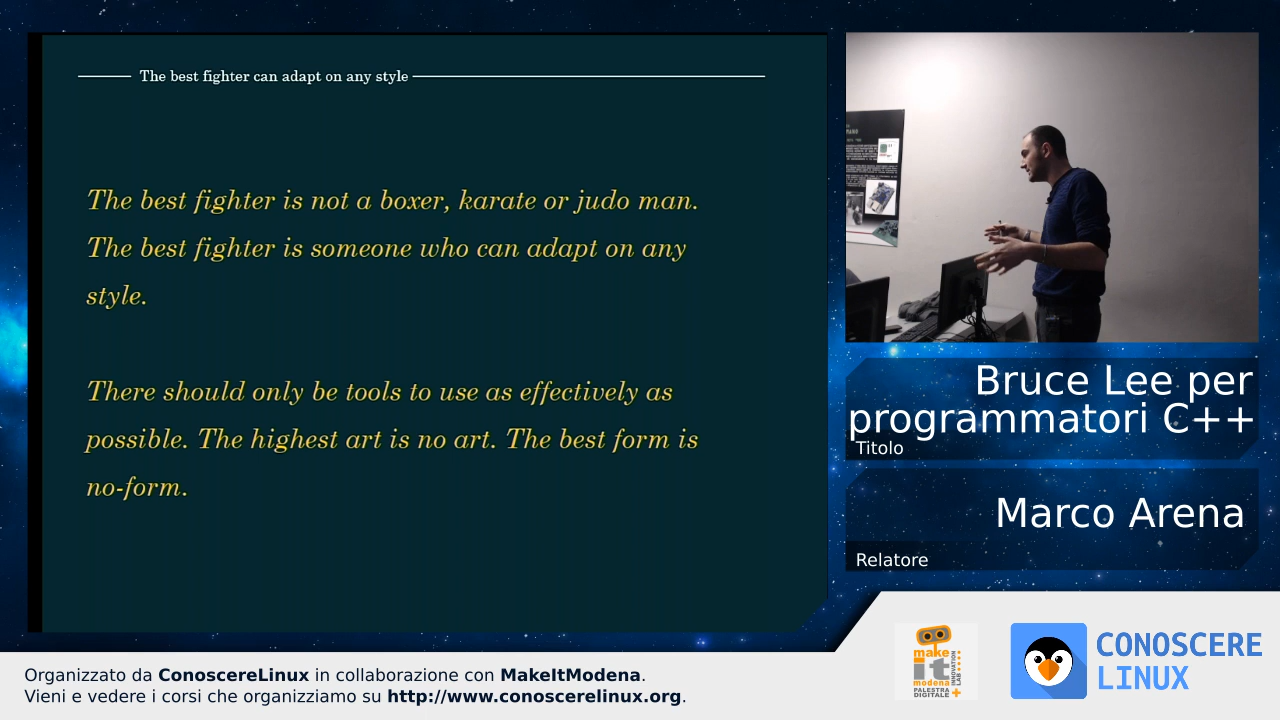 The best fighter can adapt on any style
The best fighter is not a boxer, karate or judo man.
The best fighter is someone who can adapt on any
style.
There should only be tools to use as effectively as
possible. The highest art is no art. The best form is
no-form.
Bruce Lee per
programmatori C++
Titolo
Marco Arena
Relatore
Organizzato da ConoscereLinux in collaborazione con MakeItModena.
Vieni e vedere i corsi che organizziamo su http://www.conoscerelinux.org.
make
it
modena
PALESTRA
DIGITALE
INNOVATION
LAB
CONOSCERE
LINUX